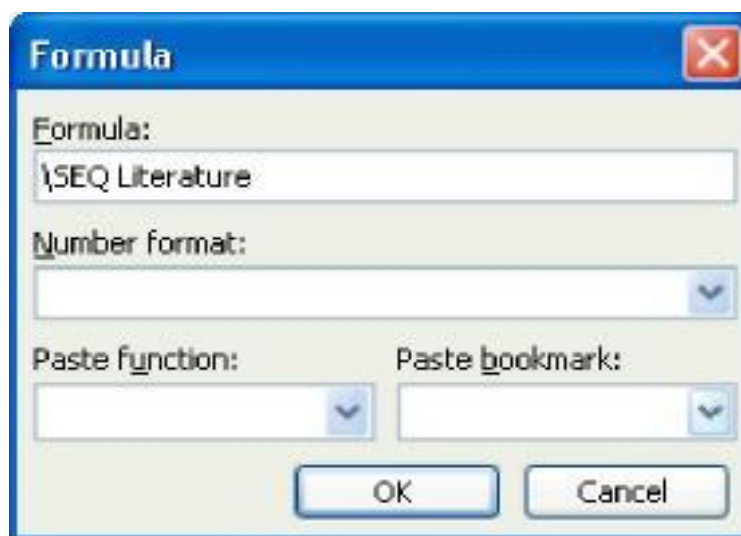 Formula
Formula:
\SEQ Literature
Number format:
Paste function: Paste bookmark:
OK Cancel